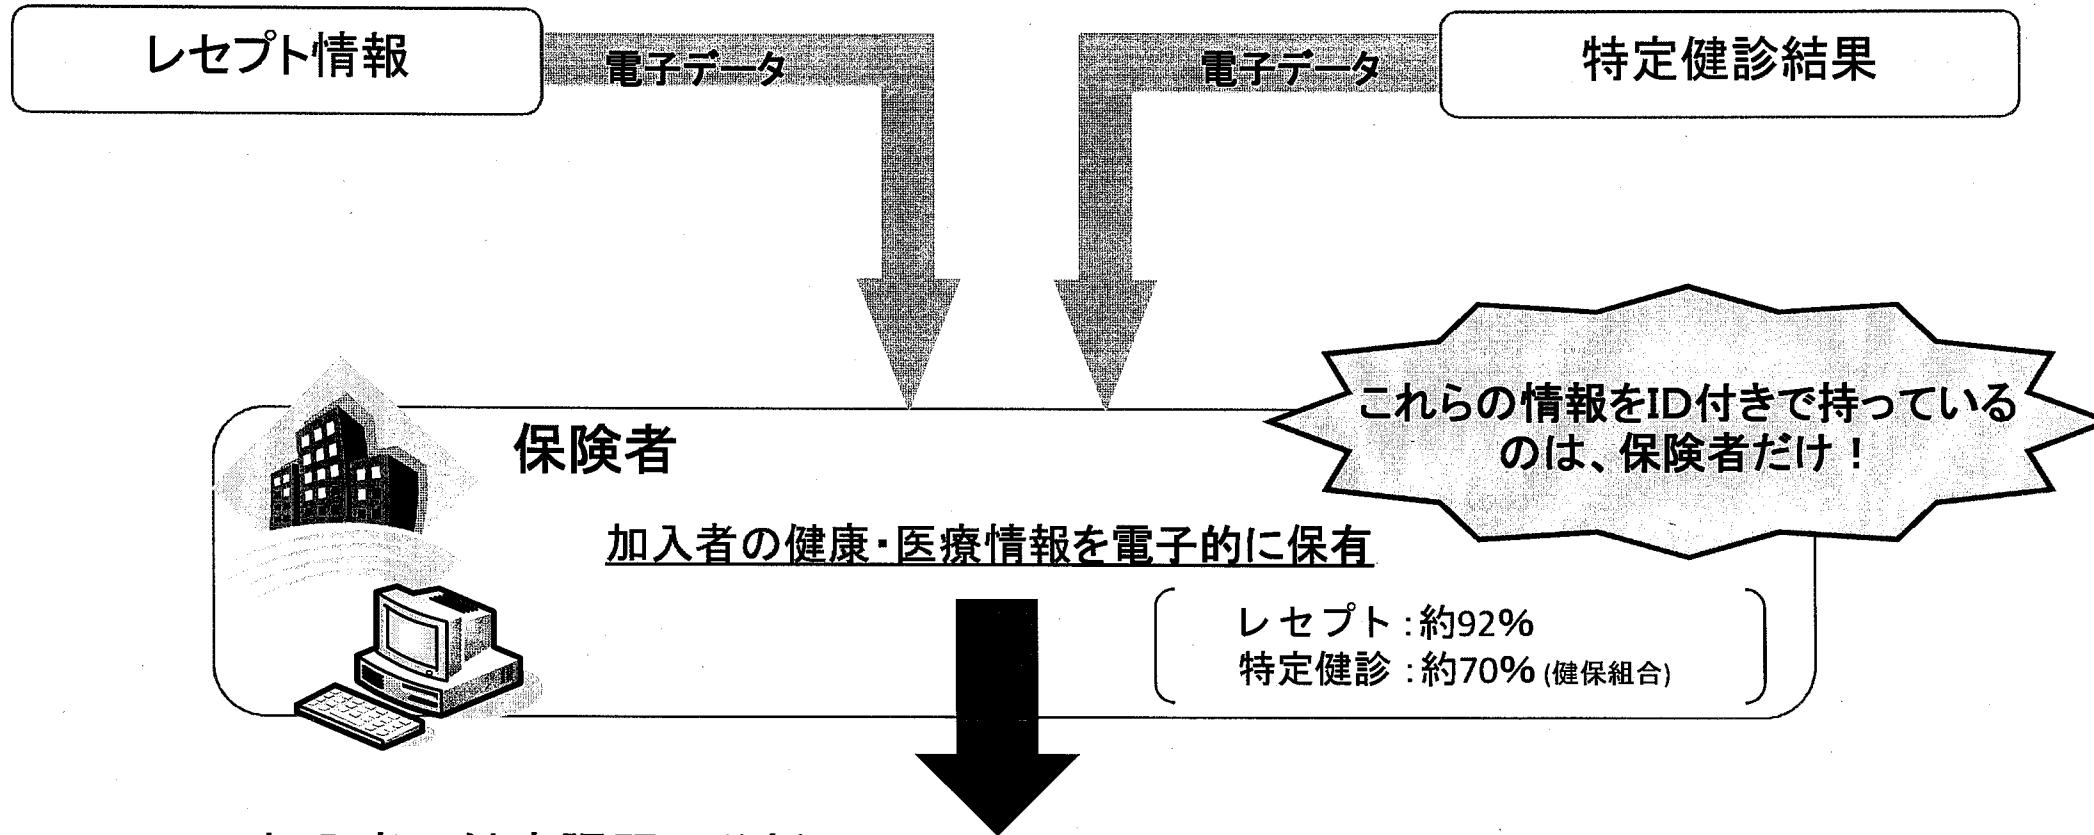 レセプト情報
電子データ
電子データ
特定健診結果
これらの情報をID付きで持っている
のは、保険者だけ！
保険者
加入者の健康・医療情報を電子的に保有
レセプト：約92%
特定健診：約70% (健保組合)